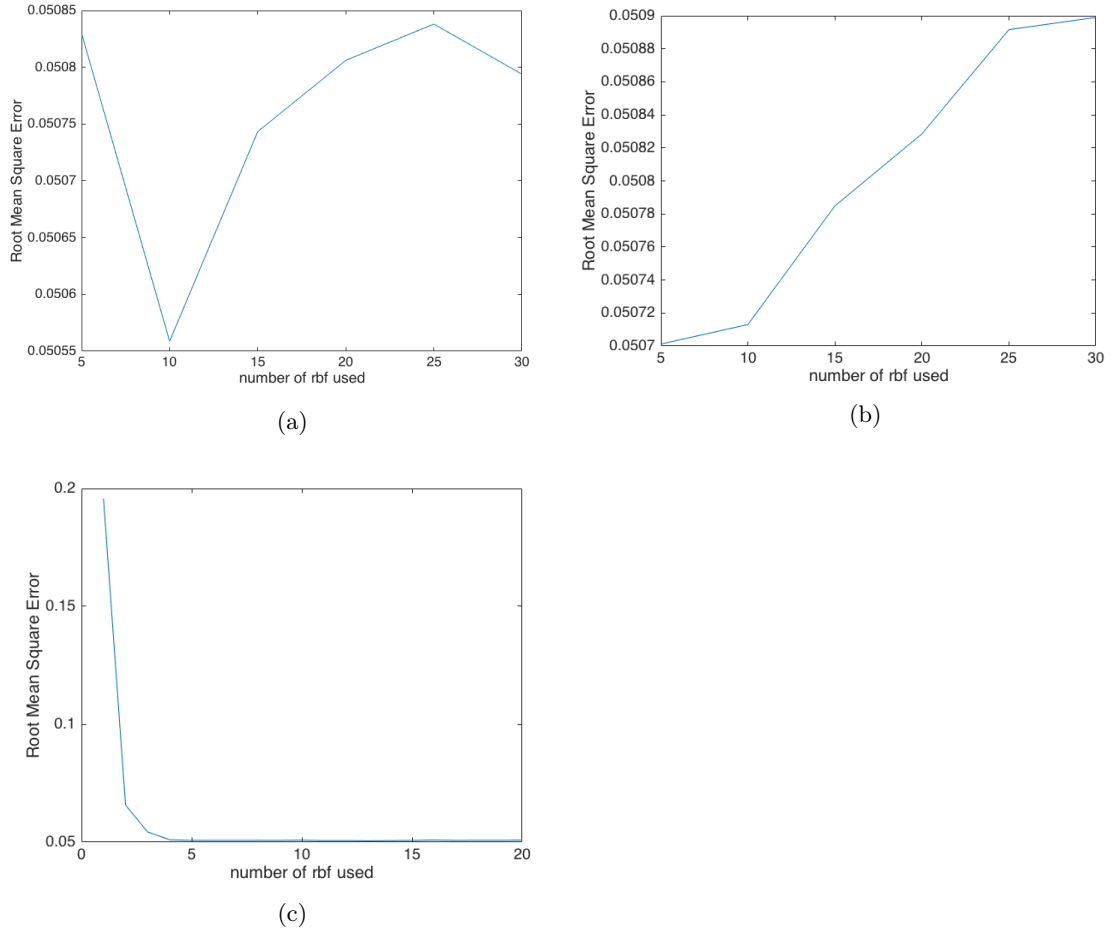 0.05085
0.0508
0.05075
0.0507
0.05065
0.0506
0.05055
Root Mean Square Error
5 10 15 20 25 30
number of rbf used
(a)
0.0509
0.05088
0.05086
0.05084
0.05082
0.0508
0.05078
0.05076
0.05074
0.05072
0.0507
Root Mean Square Error
5 10 15 20 25 30
number of rbf used
(b)
0.2
0.15
0.1
0.05
Root Mean Square Error
0 5 10 15 20
number of rbf used
(c)